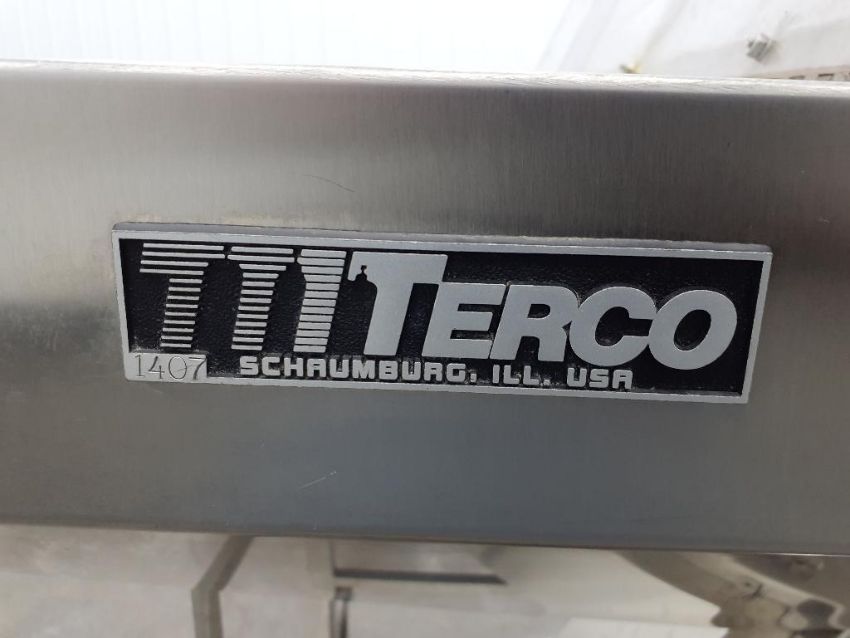 TERCO
1407 SCHAUMBURG, ILL. USA